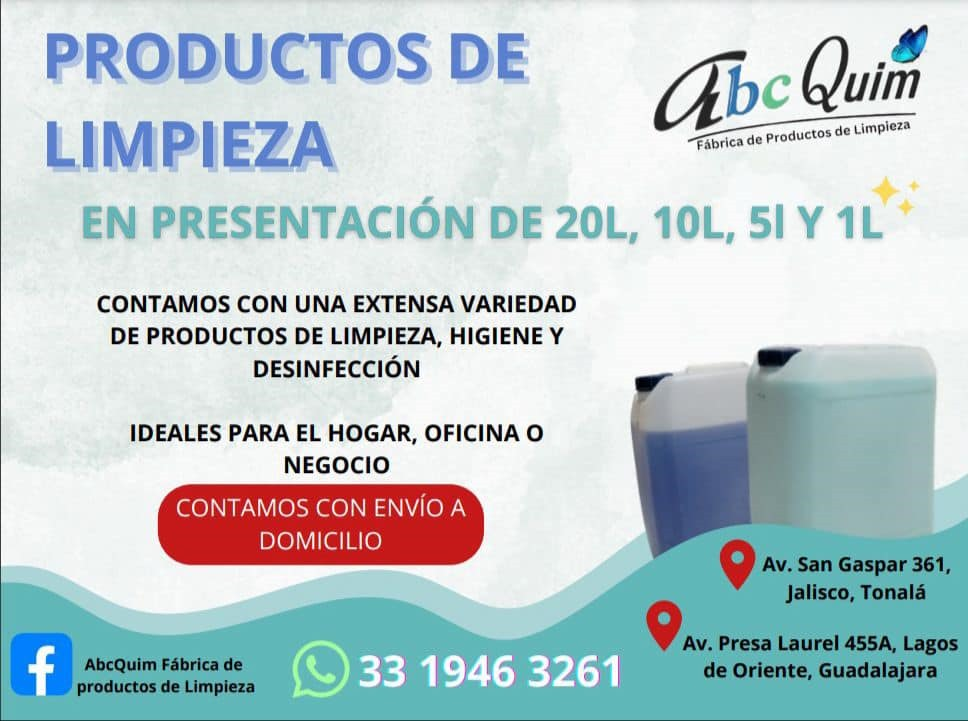 PRODUCTOS DE
LIMPIEZA
Abc Quim
Fábrica de Productos de Limpieza
EN PRESENTACIÓN DE 20L, 10L, 5l Y 1L
CONTAMOS CON UNA EXTENSA VARIEDAD
DE PRODUCTOS DE LIMPIEZA, HIGIENE Y
DESINFECCIÓN
IDEALES PARA EL HOGAR, OFICINA O
NEGOCIO
CONTAMOS CON ENVÍO A
DOMICILIO
Av. San Gaspar 361,
Jalisco, Tonalá
Av. Presa Laurel 455A, Lagos
de Oriente, Guadalajara
AbcQuim Fábrica de
productos de Limpieza
33 1946 3261